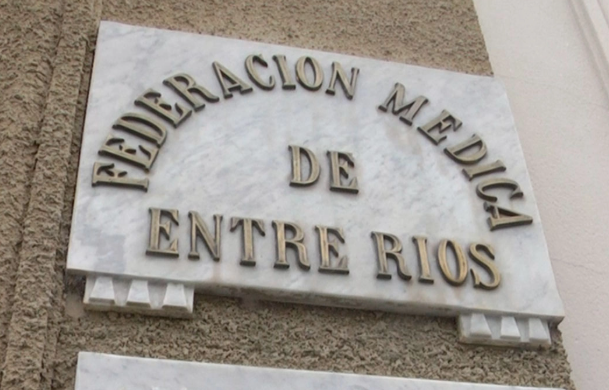 FEDERACION MEDICA
DE
ENTRE RIOS